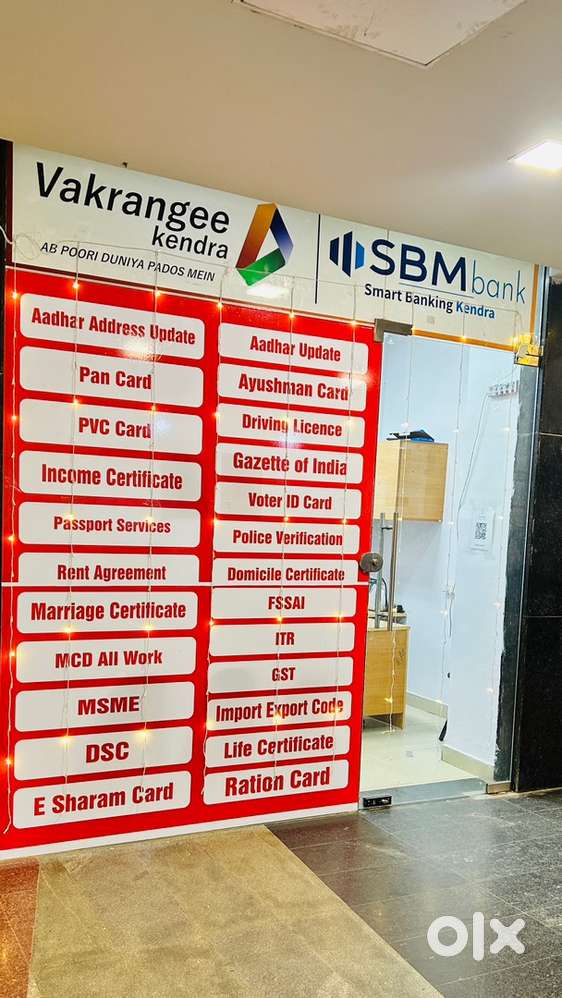 Vakrangee
kendra
AB POORI DUNIYA PADOS MEIN
SBM bank
Smart Banking Kendra
Aadhar Address Update
Pan Card
PVC Card
Income Certificate
Passport Services
Rent Agreement
Marriage Certificate
MCD All Work
MSME
DSC
E Sharam Card
Aadhar Update
Ayushman Card
Driving Licence
Gazette of India
Voter ID Card
Police Verification
Domicile Certificate
FSSAI
ITR
GST
Import Export Code
Life Certificate
Ration Card
olx